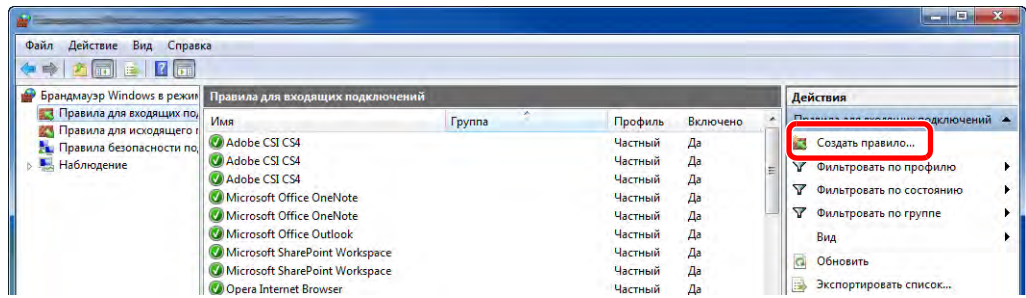 Файл Действие Вид Справка
Брандмауэр Windows в режим
Правила для входящих под
Правила для исходящего п
Правила безопасности по,
Наблюдение
Правила для входящих подключений
Имя Группа Профиль Включено
Adobe CSI CS4 Частный Да
Adobe CSI CS4 Частный Да
Adobe CSI CS4 Частный Да
Microsoft Office OneNote Частный Да
Microsoft Office OneNote Частный Да
Microsoft Office Outlook Частный Да
Microsoft SharePoint Workspace Частный Да
Microsoft SharePoint Workspace Частный Да
Opera Internet Browser Частный Да
Действия
Правила для входящих подключений
Создать правило...
Фильтровать по профилю
Фильтровать по состоянию
Фильтровать по группе
Вид
Обновить
Экспортировать список...